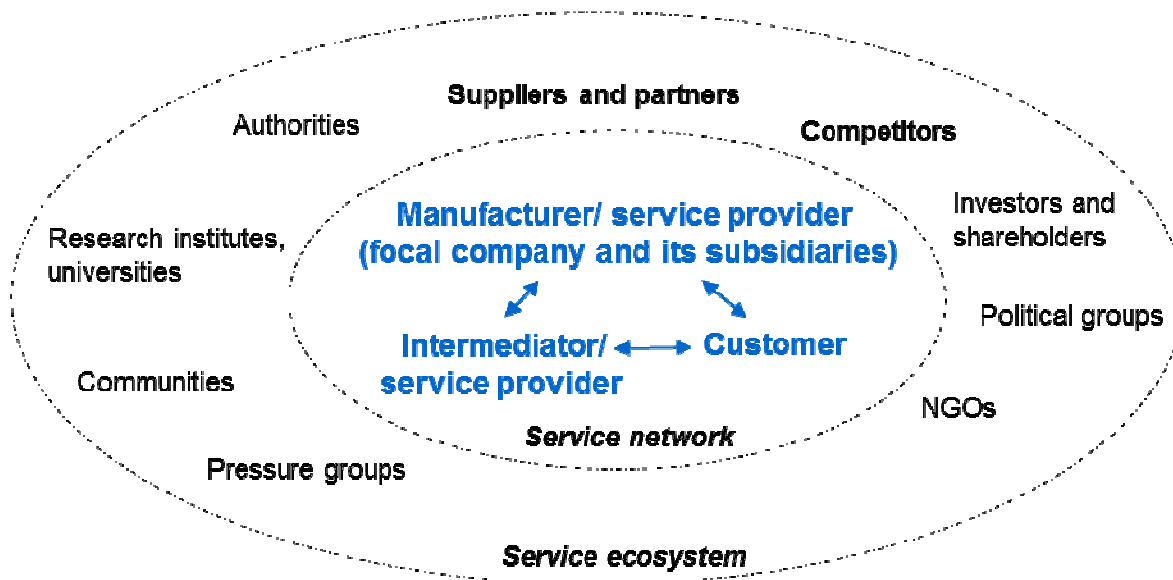 Suppliers and partners
Authorities
Competitors
Manufacturer/ service provider
(focal company and its subsidiaries)
Investors and
shareholders
Research institutes,
universities
Political groups
Intermediator/
service provider
Customer
Communities
NGOs
Service network
Pressure groups
Service ecosystem